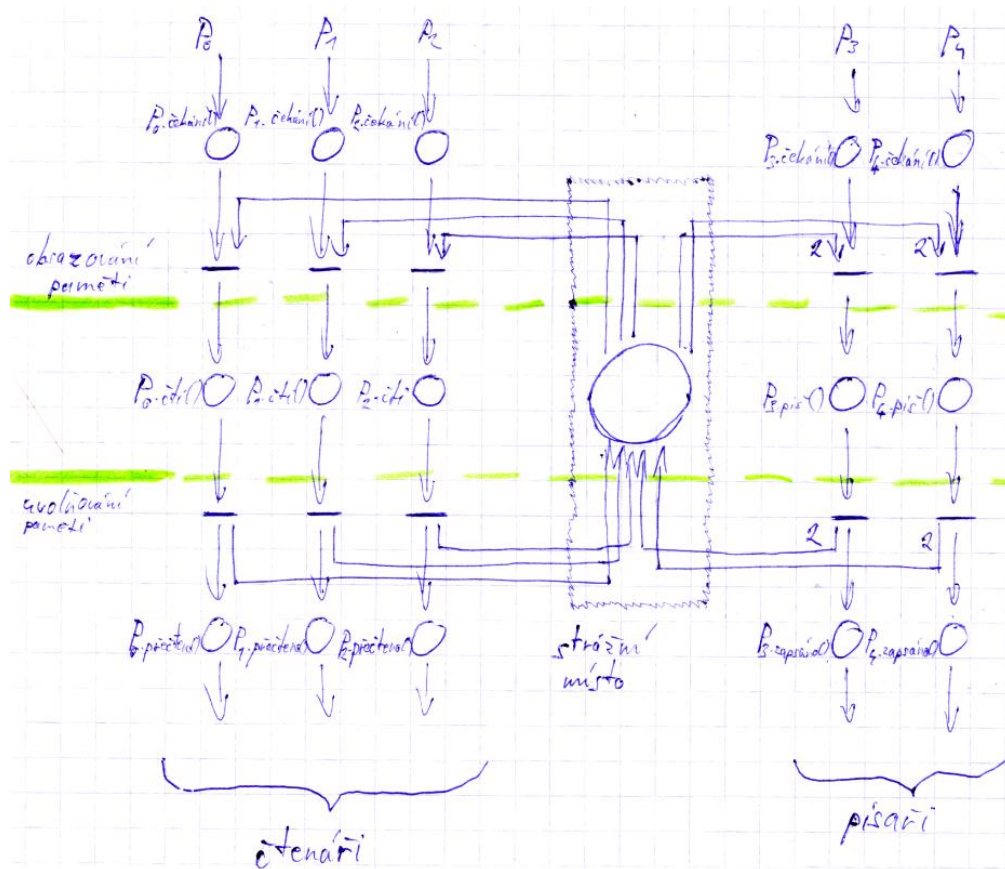 P0 P1 P2 P3 P4
P0.čekání() P1.čekání() P2.čekání() P3.čekání() P4.čekání()
2 2
obsazování
paměti
P0.čti() P1.čti() P2.čti P3.piš() P4.piš()
uvolňování
paměti
2 2
P0.přečteno() P1.přečteno() P2.přečteno() P3.zapsáno() P4.zapsáno()
strážní
místo
čtenáři
písaři